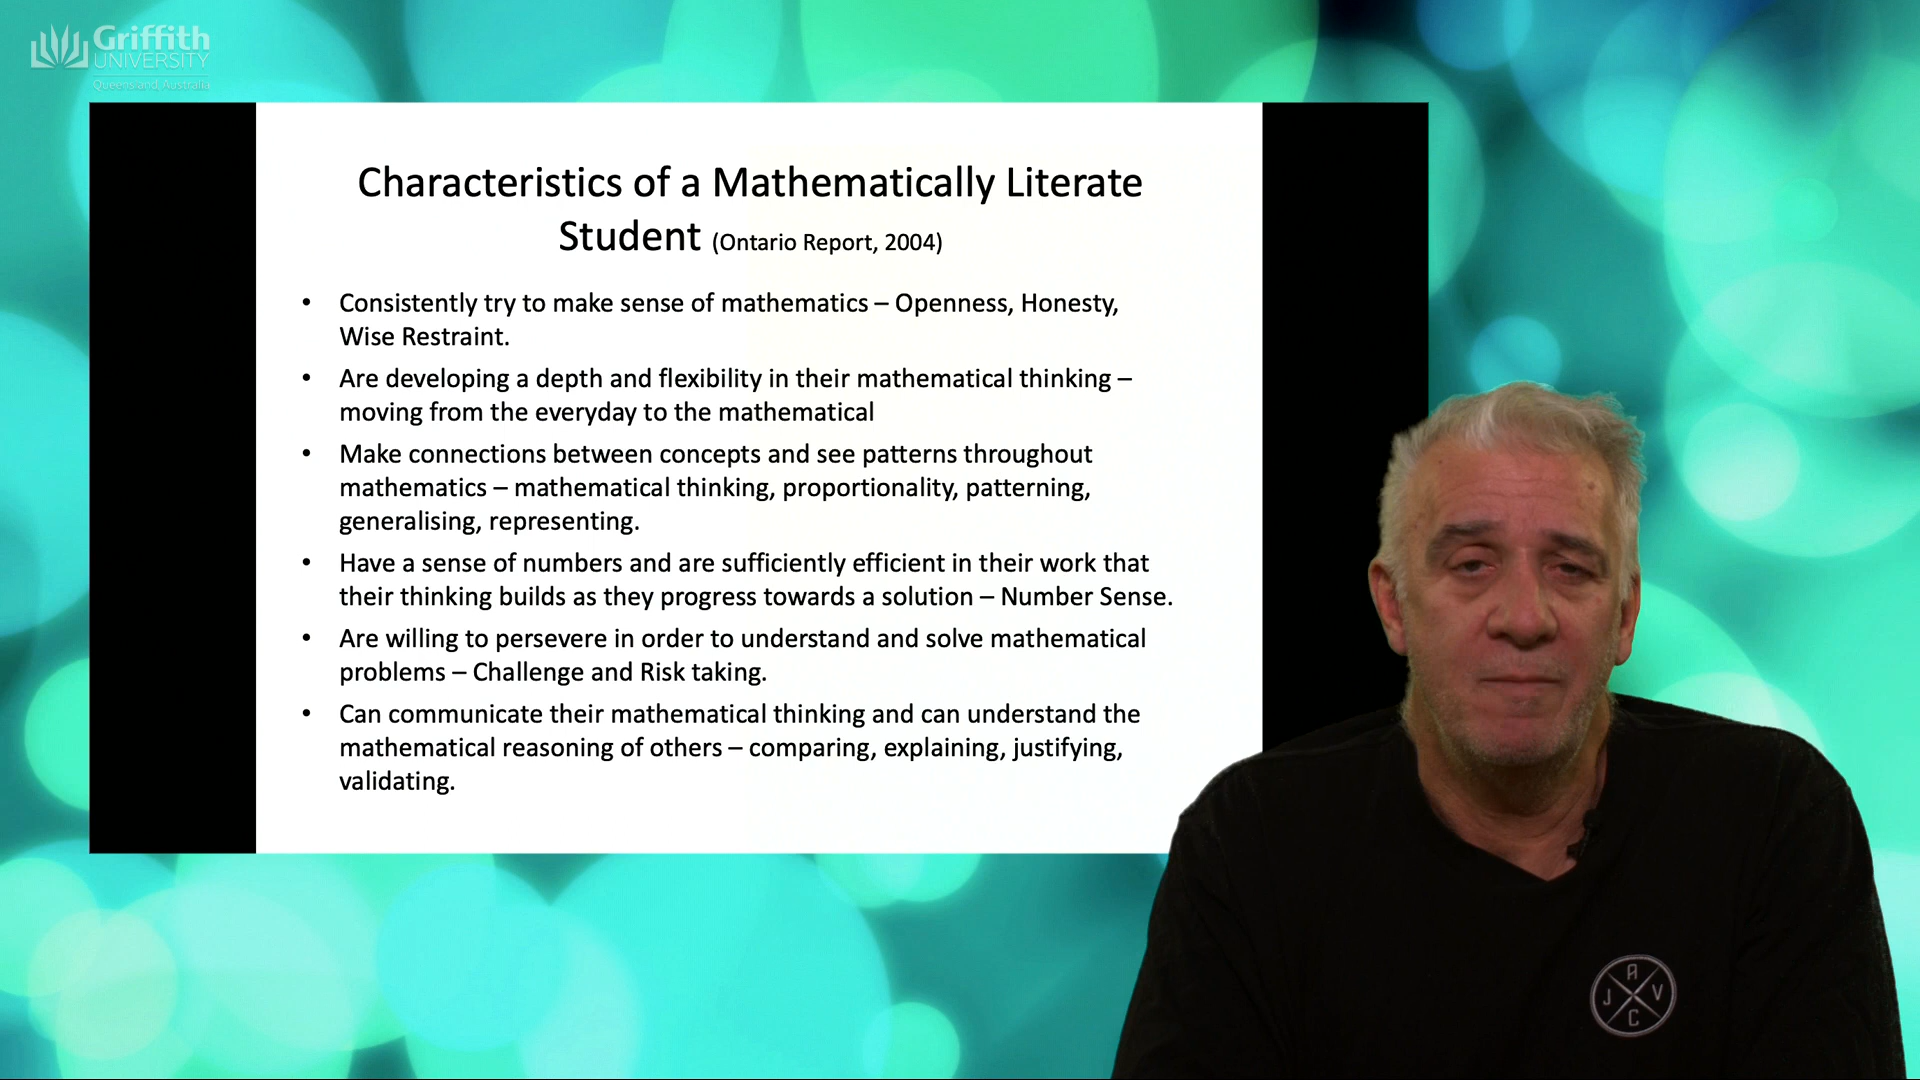 Griffith
UNIVERSITY
Queensland, Australia
Characteristics of a Mathematically Literate
Student (Ontario Report, 2004)
• Consistently try to make sense of mathematics – Openness, Honesty,
Wise Restraint.
• Are developing a depth and flexibility in their mathematical thinking –
moving from the everyday to the mathematical
• Make connections between concepts and see patterns throughout
mathematics – mathematical thinking, proportionality, patterning,
generalising, representing.
• Have a sense of numbers and are sufficiently efficient in their work that
their thinking builds as they progress towards a solution – Number Sense.
• Are willing to persevere in order to understand and solve mathematical
problems – Challenge and Risk taking.
• Can communicate their mathematical thinking and can understand the
mathematical reasoning of others – comparing, explaining, justifying,
validating.
A
J V
C